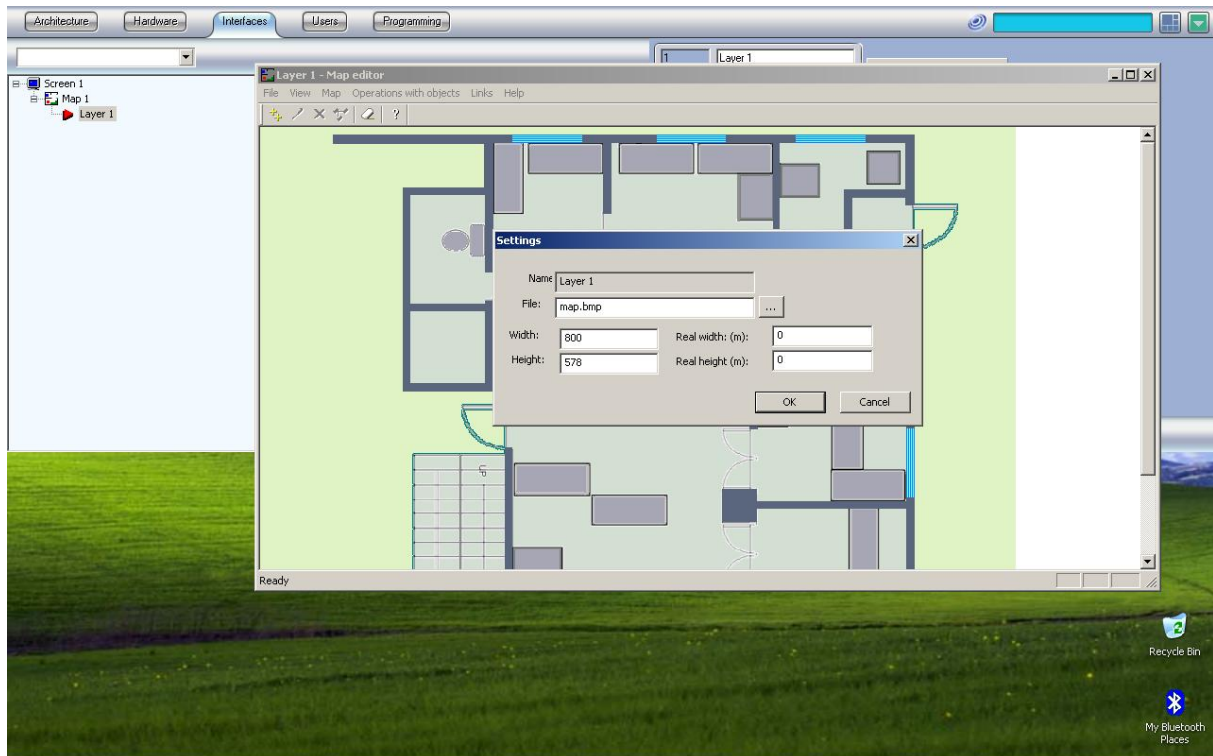 Architecture Hardware Interfaces Users Programming
1 Layer 1
Screen 1
Map 1
Layer 1
Layer 1 - Map editor
File View Map Operations with objects Links Help
?
Settings
Name Layer 1
File: map.bmp ...
Width: 800 Real width: (m): 0
Height: 578 Real height (m): 0
OK Cancel
Ready
Recycle Bin
My Bluetooth
Places